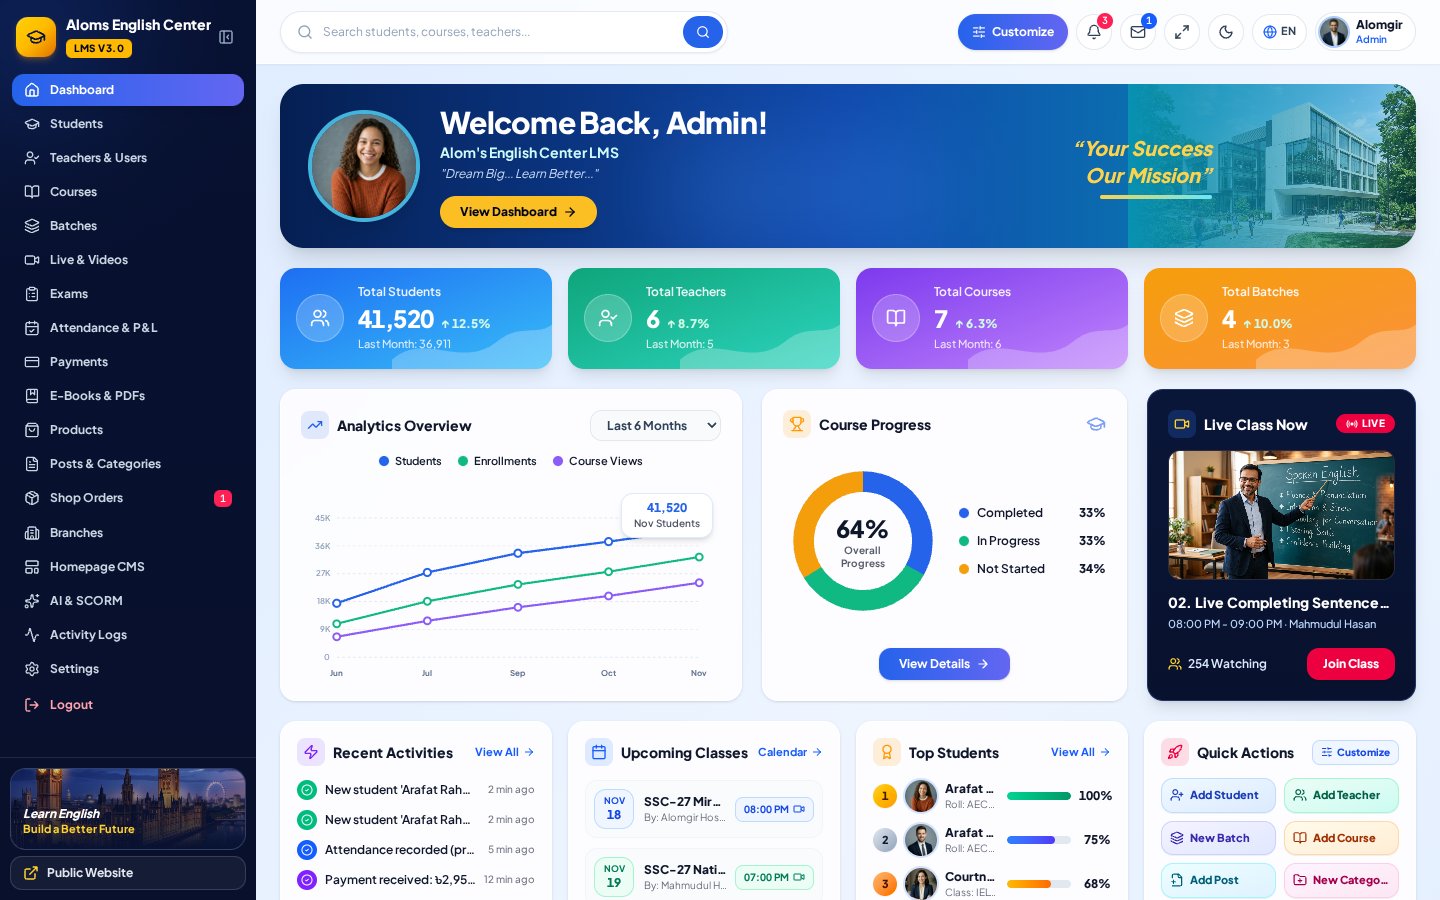 Aloms English Center
LMS V3.0
Dashboard
Students
Teachers & Users
Courses
Batches
Live & Videos
Exams
Attendance & P&L
Payments
E-Books & PDFs
Products
Posts & Categories
Shop Orders
1
Branches
Homepage CMS
AI & SCORM
Activity Logs
Settings
Logout
Learn English
Build a Better Future
Public Website
Search students, courses, teachers...
Customize
3
1
EN
Alomgir
Admin
Welcome Back, Admin!
Alom's English Center LMS
"Dream Big... Learn Better..."
View Dashboard
“Your Success
Our Mission”
Total Students
41,520 ↑ 12.5%
Last Month: 36,911
Total Teachers
6 ↑ 8.7%
Last Month: 5
Total Courses
7 ↑ 6.3%
Last Month: 6
Total Batches
4 ↑ 10.0%
Last Month: 3
Analytics Overview
Last 6 Months
Students Enrollments Course Views
41,520
Nov Students
45K
36K
27K
18K
9K
0
Jun Jul Sep Oct Nov
Course Progress
64%
Overall
Progress
Completed 33%
In Progress 33%
Not Started 34%
View Details
Live Class Now
LIVE
Spoken English
02. Live Completing Sentence...
08:00 PM - 09:00 PM · Mahmudul Hasan
254 Watching
Join Class
Recent Activities
View All
New student 'Arafat Rah... 2 min ago
New student 'Arafat Rah... 2 min ago
Attendance recorded (pr... 5 min ago
Payment received: ৳2,95... 12 min ago
Upcoming Classes
Calendar
NOV
18
SSC-27 Mir...
By: Alomgir Hos...
08:00 PM
NOV
19
SSC-27 Nati...
By: Mahmudul H...
07:00 PM
Top Students
View All
1
Arafat ...
Roll: AEC...
100%
2
Arafat ...
Roll: AEC...
75%
3
Courtn...
Class: IEL...
68%
Quick Actions
Customize
Add Student
Add Teacher
New Batch
Add Course
Add Post
New Catego...